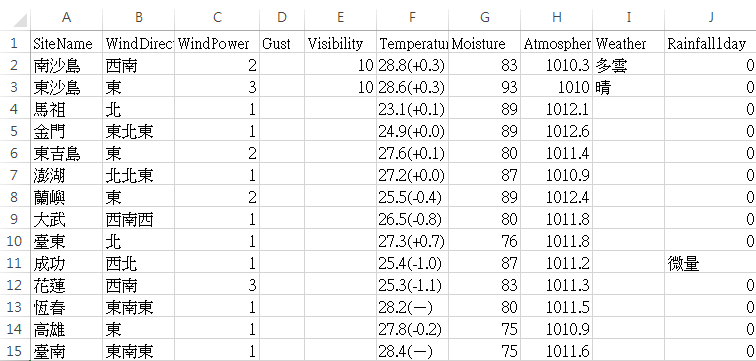 A B C D E F G H I J
1 SiteName WindDirec WindPower Gust Visibility Temperatu Moisture Atmospher Weather Rainfall1day
2 南沙島 西南 2 10 28.8(+0.3) 83 1010.3 多雲 0
3 東沙島 東 3 10 28.6(+0.3) 93 1010 晴 0
4 馬祖 北 1 23.1(+0.1) 89 1012.1 0
5 金門 東北東 1 24.9(+0.0) 89 1012.6 0
6 東吉島 東 2 27.6(+0.1) 80 1011.4 0
7 澎湖 北北東 1 27.2(+0.0) 87 1010.9 0
8 蘭嶼 東 2 25.5(-0.4) 89 1012.4 0
9 大武 西南西 1 26.5(-0.8) 80 1011.8 0
10 臺東 北 1 27.3(+0.7) 76 1011.8 0
11 成功 西北 1 25.4(-1.0) 87 1011.2 微量
12 花蓮 西南 3 25.3(-1.1) 83 1011.3 0
13 恆春 東南東 1 28.2(－) 80 1011.5 0
14 高雄 東 1 27.8(-0.2) 75 1010.9 0
15 臺南 東南東 1 28.4(－) 75 1011.6 0